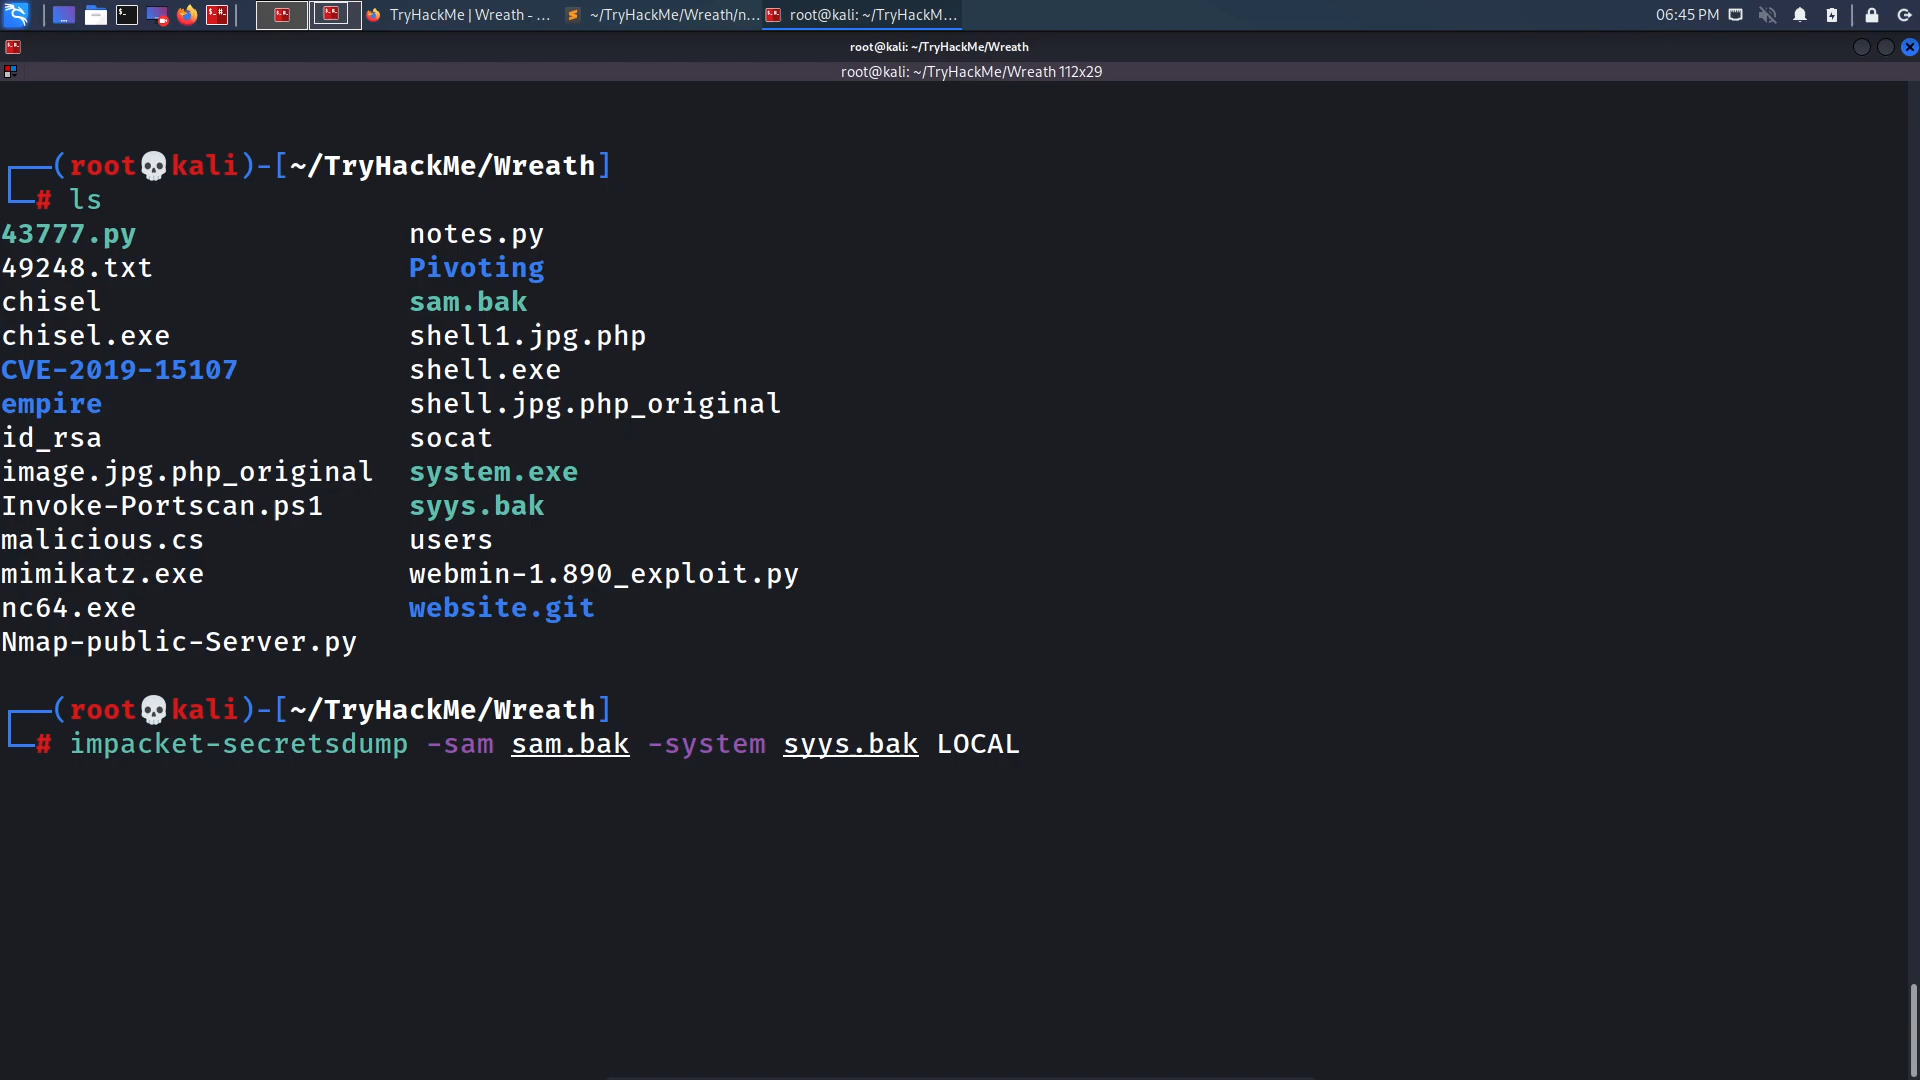 TryHackMe | Wreath - ...
~/TryHackMe/Wreath/n...
root@kali: ~/TryHackM...
06:45 PM
root@kali: ~/TryHackMe/Wreath
root@kali: ~/TryHackMe/Wreath 112x29
┌──(root💀kali)-[~/TryHackMe/Wreath]
└─# ls
43777.py notes.py
49248.txt Pivoting
chisel sam.bak
chisel.exe shell1.jpg.php
CVE-2019-15107 shell.exe
empire shell.jpg.php_original
id_rsa socat
image.jpg.php_original system.exe
Invoke-Portscan.ps1 syys.bak
malicious.cs users
mimikatz.exe webmin-1.890_exploit.py
nc64.exe website.git
Nmap-public-Server.py
┌──(root💀kali)-[~/TryHackMe/Wreath]
└─# impacket-secretsdump -sam sam.bak -system syys.bak LOCAL